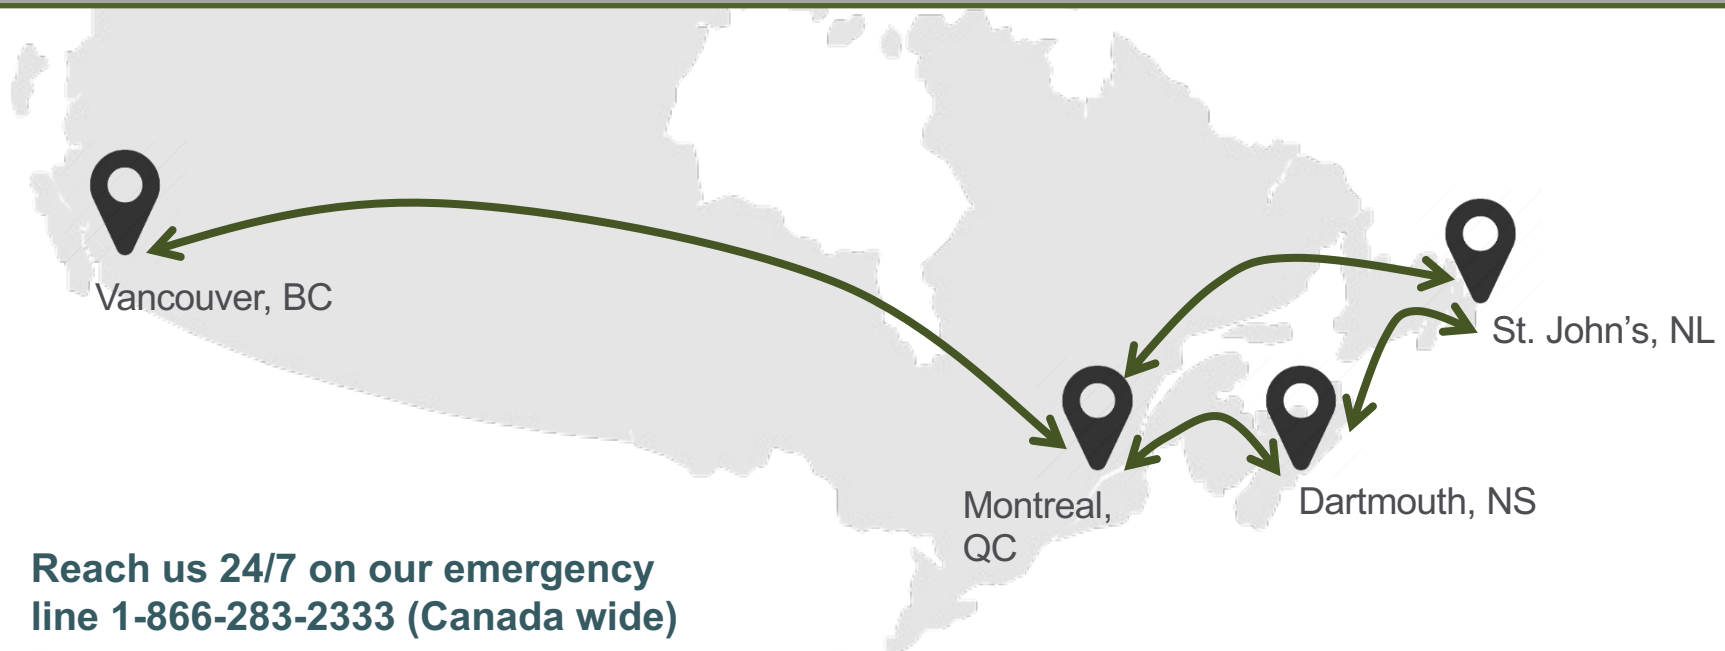 Vancouver, BC
St. John’s, NL
Montreal,
QC
Dartmouth, NS
Reach us 24/7 on our emergency
line 1-866-283-2333 (Canada wide)